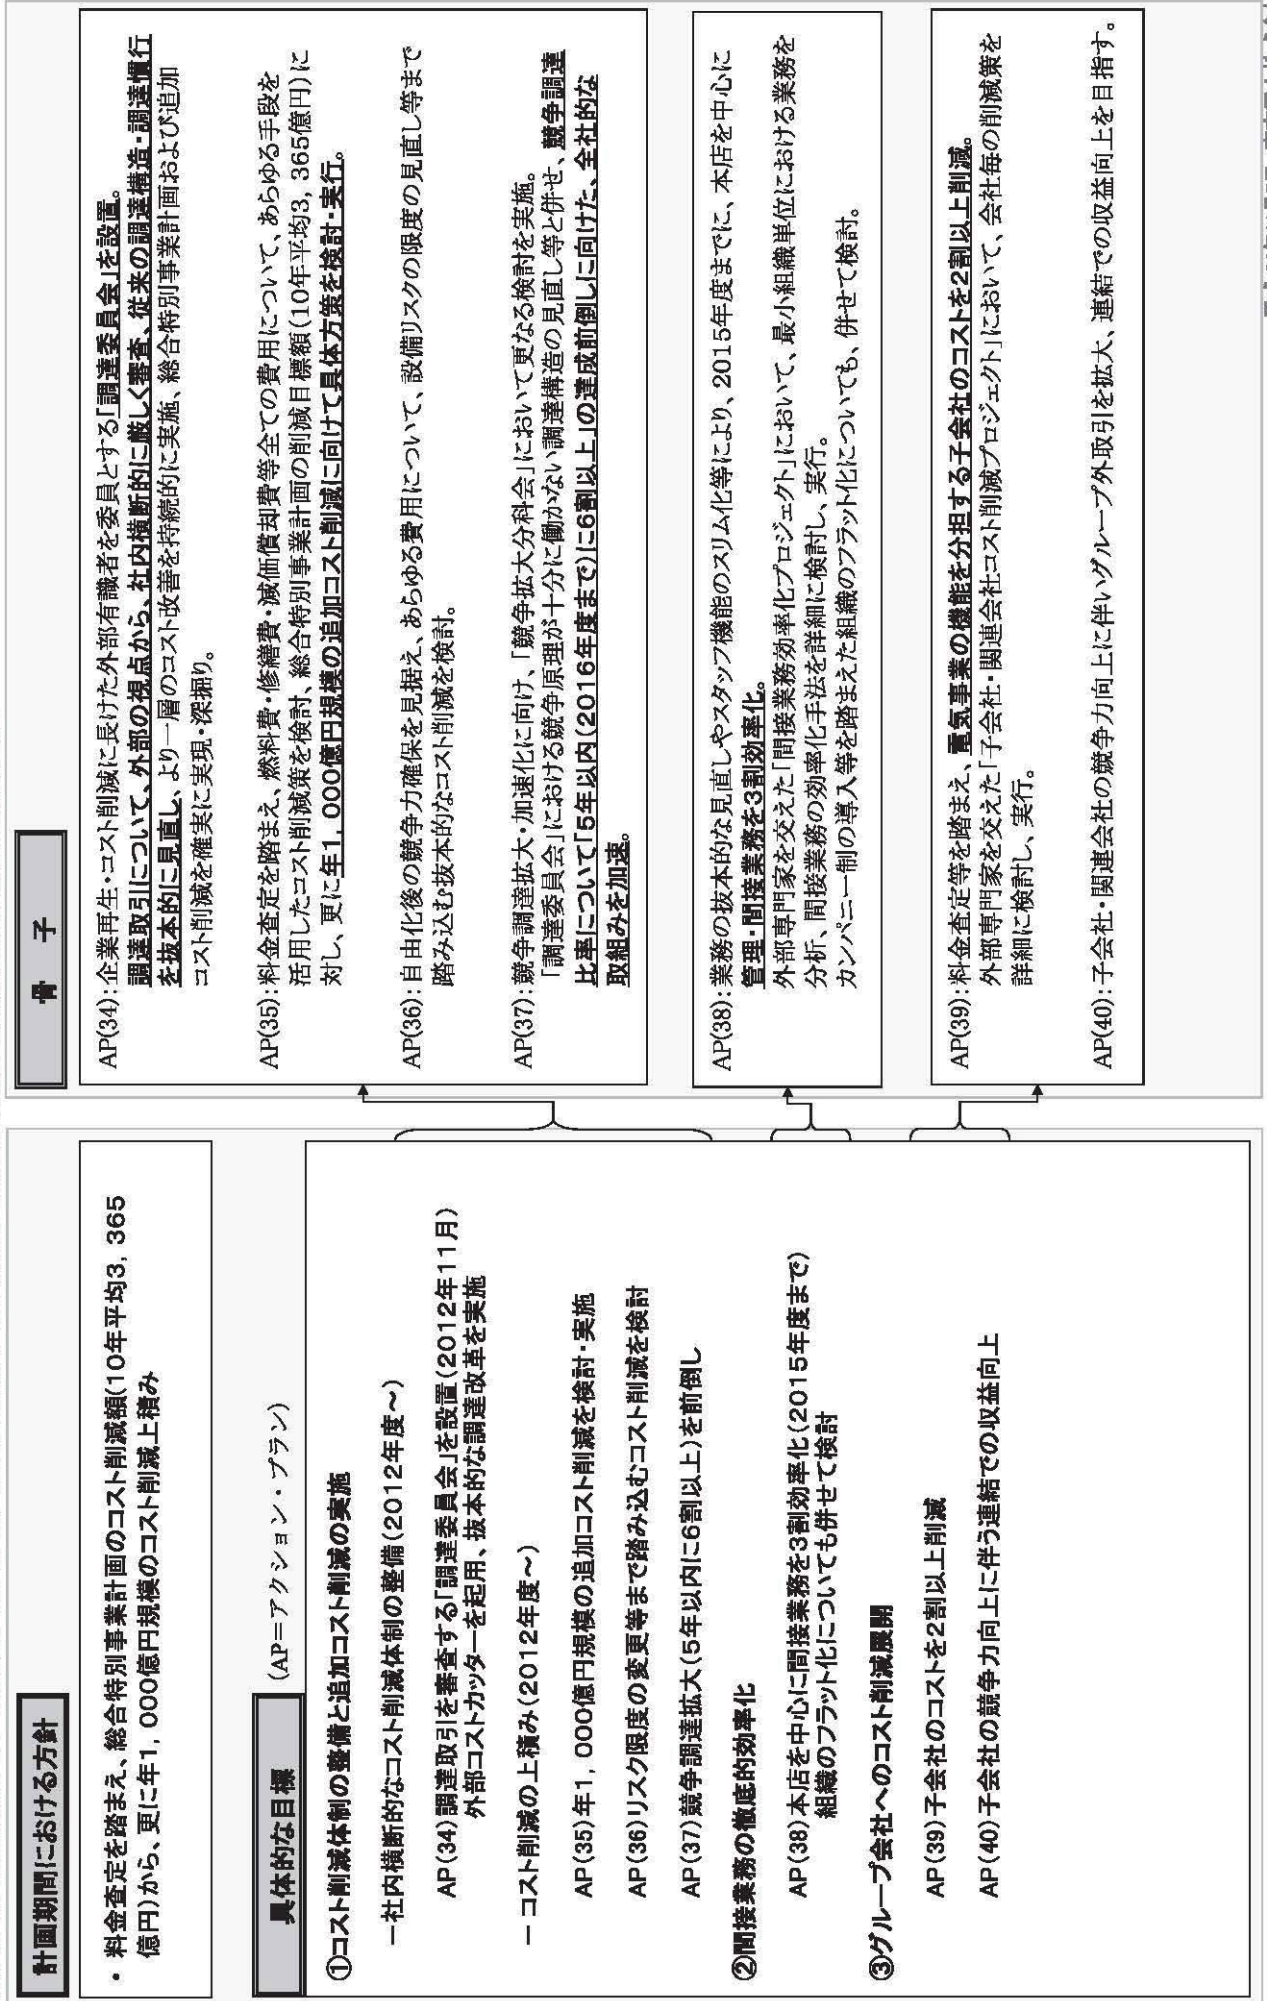 計画期間における方針
・ 料金査定を踏まえ、総合特別事業計画のコスト削減額(10年平均3, 365
億円)から、更に年1, 000億円規模のコスト削減上積み
具体的な目標
(AP=アクション・プラン)
①コスト削減体制の整備と追加コスト削減の実施
－社内横断的なコスト削減体制の整備(2012年度～)
AP(34)調達取引を審査する「調達委員会」を設置(2012年11月)
外部コストカッターを起用、抜本的な調達改革を実施
－ コスト削減の上積み(2012年度～)
AP(35)年1, 000億円規模の追加コスト削減を検討・実施
AP(36)リスク限度の変更等まで踏み込むコスト削減を検討
AP(37)競争調達拡大(5年以内に6割以上)を前倒し
②間接業務の徹底的効率化
AP(38)本店を中心に間接業務を3割効率化(2015年度まで)
組織のフラット化についても併せて検討
③グループ会社へのコスト削減展開
AP(39)子会社のコストを2割以上削減
AP(40)子会社の競争力向上に伴う連結での収益向上
骨　子
AP(34):企業再生・コスト削減に長けた外部有識者を委員とする「調達委員会」を設置。
調達取引について、外部の視点から、社内横断的に厳しく審査、従来の調達構造・調達慣行
を抜本的に見直し、より一層のコスト改善を持続的に実施、総合特別事業計画および追加
コスト削減を確実に実現・深掘り。
AP(35):料金査定を踏まえ、燃料費・修繕費・減価償却費等全ての費用について、あらゆる手段を
活用したコスト削減策を検討、総合特別事業計画の削減目標額(10年平均3, 365億円)に
対し、更に年1, 000億円規模の追加コスト削減に向けて具体方策を検討・実行。
AP(36):自由化後の競争力確保を見据え、あらゆる費用について、設備リスクの限度の見直し等まで
踏み込む抜本的なコスト削減を検討。
AP(37):競争調達拡大・加速化に向け、「競争拡大分科会」において更なる検討を実施。
「調達委員会」における競争原理が十分に働かない調達構造の見直し等と併せ、競争調達
比率について「5年以内(2016年度まで)に6割以上」の達成前倒しに向けた、全社的な
取組みを加速。
AP(38):業務の抜本的な見直しやスタッフ機能のスリム化等により、2015年度までに、本店を中心に
管理・間接業務を3割効率化。
外部専門家を交えた「間接業務効率化プロジェクト」において、最小組織単位における業務を
分析、間接業務の効率化手法を詳細に検討し、実行。
カンパニー制の導入等を踏まえた組織のフラット化についても、併せて検討。
AP(39):料金査定等を踏まえ、電気事業の機能を分担する子会社のコストを2割以上削減。
外部専門家を交えた「子会社・関連会社コスト削減プロジェクト」において、会社毎の削減策を
詳細に検討し、実行。
AP(40):子会社・関連会社の競争力向上に伴いグループ外取引を拡大、連結での収益向上を目指す。